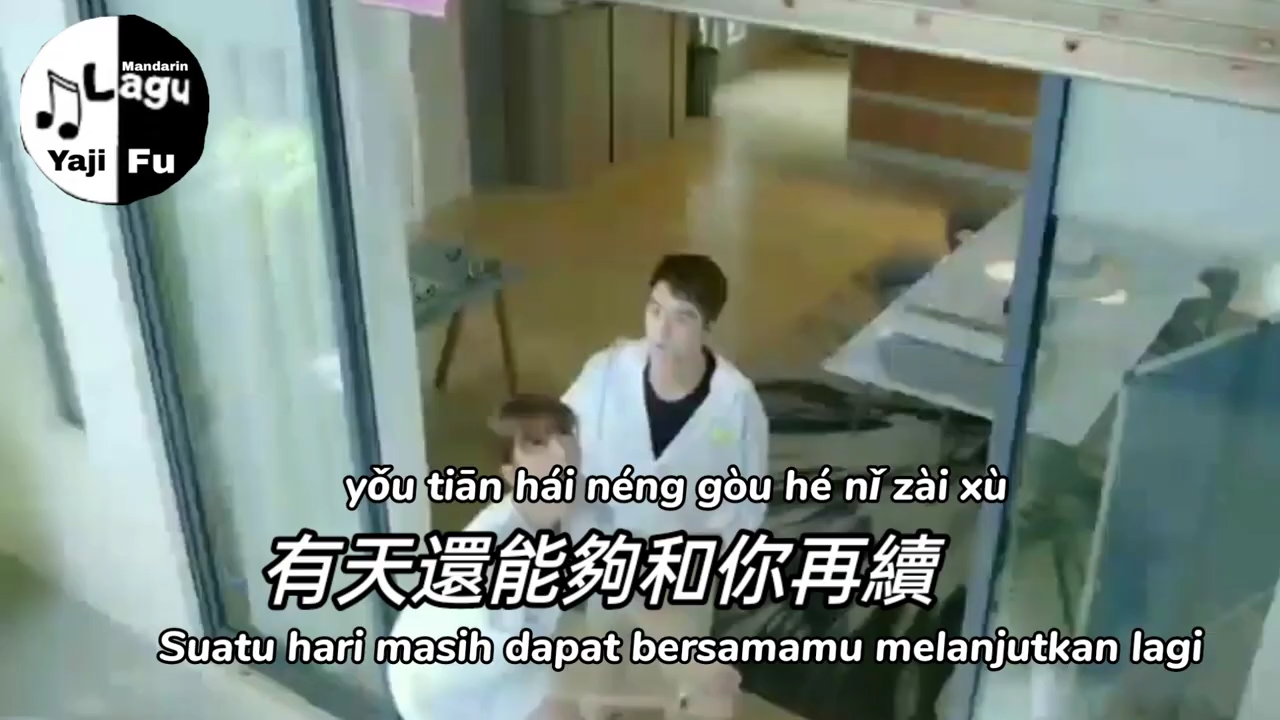 Mandarin
Lagu
Yaji Fu
yǒu tiān hái néng gòu hé nǐ zài xù
有天還能夠和你再續
Suatu hari masih dapat bersamamu melanjutkan lagi